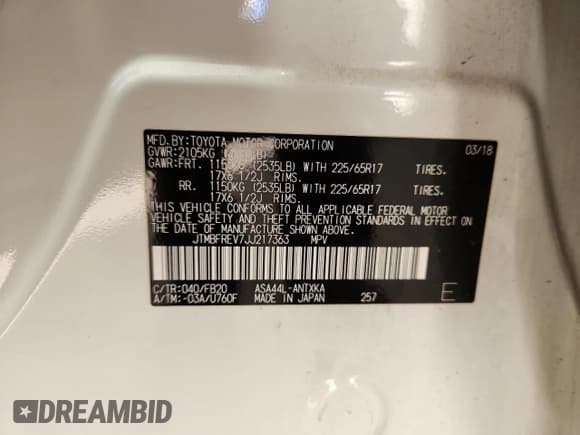 MFD.BY:TOYOTA MOTOR CORPORATION 03/18
GVWR:2105KG
GAWR:FRT. 1150KG (2535LB) WITH 225/65R17 TIRES.
17X6 1/2J RIMS.
RR. 1150KG (2535LB) WITH 225/65R17 TIRES.
17X6 1/2J RIMS.
THIS VEHICLE CONFORMS TO ALL APPLICABLE FEDERAL MOTOR
VEHICLE SAFETY AND THEFT PREVENTION STANDARDS IN EFFECT ON
THE DATE OF MANUFACTURE SHOWN ABOVE.
JTMBFREV7JJ217363 MPV
C/TR:040/FB20 ASA44L-ANTXKA
A/TM:-03A/U760F MADE IN JAPAN 257 E
DREAMBID